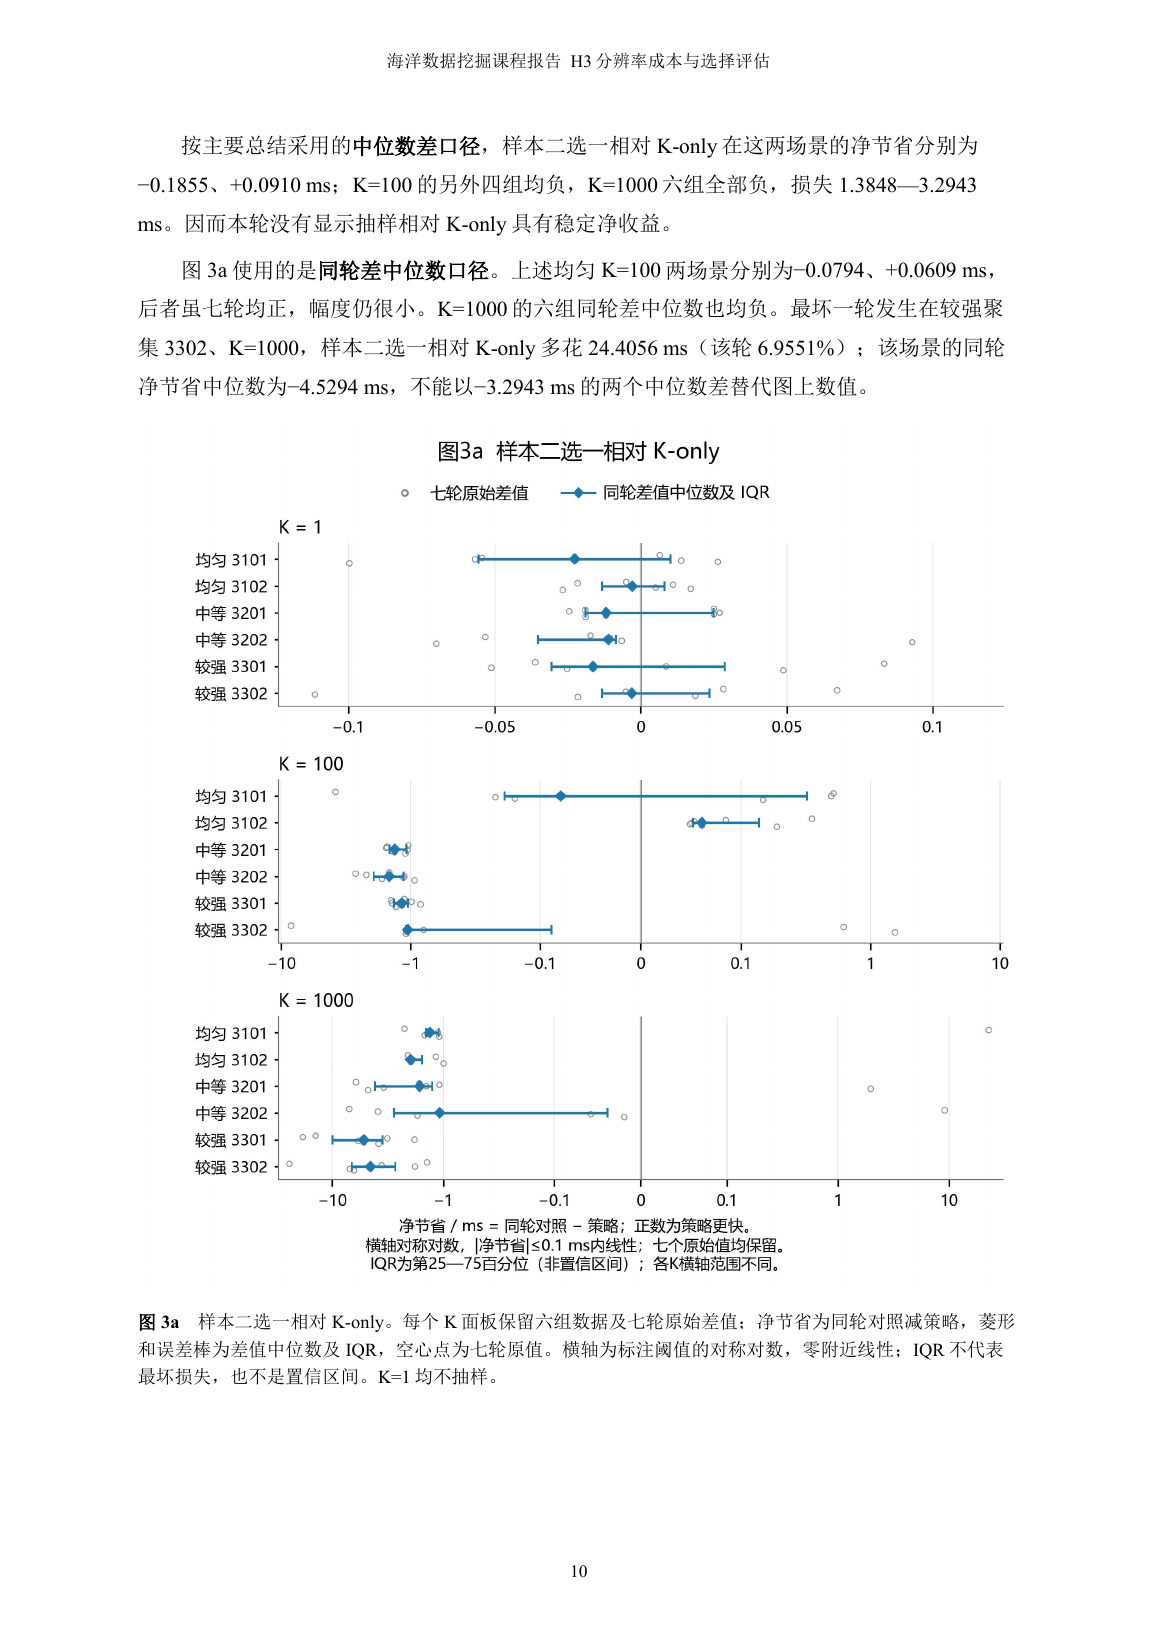 海洋数据挖掘课程报告 H3 分辨率成本与选择评估
按主要总结采用的中位数差口径，样本二选一相对 K-only 在这两场景的净节省分别为
−0.1855、+0.0910 ms；K=100 的另外四组均负，K=1000 六组全部负，损失 1.3848—3.2943
ms。因而本轮没有显示抽样相对 K-only 具有稳定净收益。
图 3a 使用的是同轮差中位数口径。上述均匀 K=100 两场景分别为−0.0794、+0.0609 ms，
后者虽七轮均正，幅度仍很小。K=1000 的六组同轮差中位数也均负。最坏一轮发生在较强聚
集 3302、K=1000，样本二选一相对 K-only 多花 24.4056 ms（该轮 6.9551%）；该场景的同轮
净节省中位数为−4.5294 ms，不能以−3.2943 ms 的两个中位数差替代图上数值。
图3a 样本二选一相对 K-only
七轮原始差值 同轮差值中位数及 IQR
K = 1
均匀 3101
均匀 3102
中等 3201
中等 3202
较强 3301
较强 3302
−0.1 −0.05 0 0.05 0.1
K = 100
均匀 3101
均匀 3102
中等 3201
中等 3202
较强 3301
较强 3302
−10 −1 −0.1 0 0.1 1 10
K = 1000
均匀 3101
均匀 3102
中等 3201
中等 3202
较强 3301
较强 3302
−10 −1 −0.1 0 0.1 1 10
净节省 / ms = 同轮对照 − 策略；正数为策略更快。
横轴对称对数，|净节省|≤0.1 ms内线性；七个原始值均保留。
IQR为第25—75百分位（非置信区间）；各K横轴范围不同。
图 3a 样本二选一相对 K-only。每个 K 面板保留六组数据及七轮原始差值；净节省为同轮对照减策略，菱形
和误差棒为差值中位数及 IQR，空心点为七轮原值。横轴为标注阈值的对称对数，零附近线性；IQR 不代表
最坏损失，也不是置信区间。K=1 均不抽样。
10